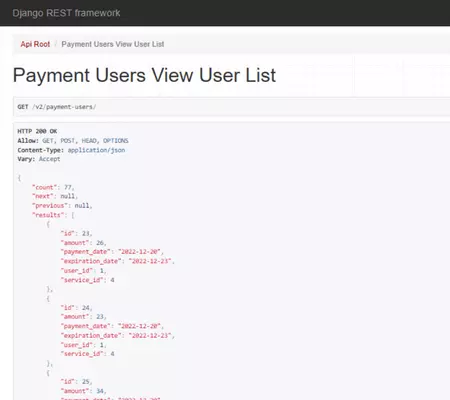 Django REST framework
Api Root / Payment Users View User List
Payment Users View User List
GET /v2/payment-users/
HTTP 200 OK
Allow: GET, POST, HEAD, OPTIONS
Content-Type: application/json
Vary: Accept
{
"count": 77,
"next": null,
"previous": null,
"results": [
{
"id": 23,
"amount": 26,
"payment_date": "2022-12-20",
"expiration_date": "2022-12-23",
"user_id": 1,
"service_id": 4
},
{
"id": 24,
"amount": 23,
"payment_date": "2022-12-20",
"expiration_date": "2022-12-23",
"user_id": 1,
"service_id": 4
},
{
"id": 25,
"amount": 34,
"payment_date": "2022-12-20"